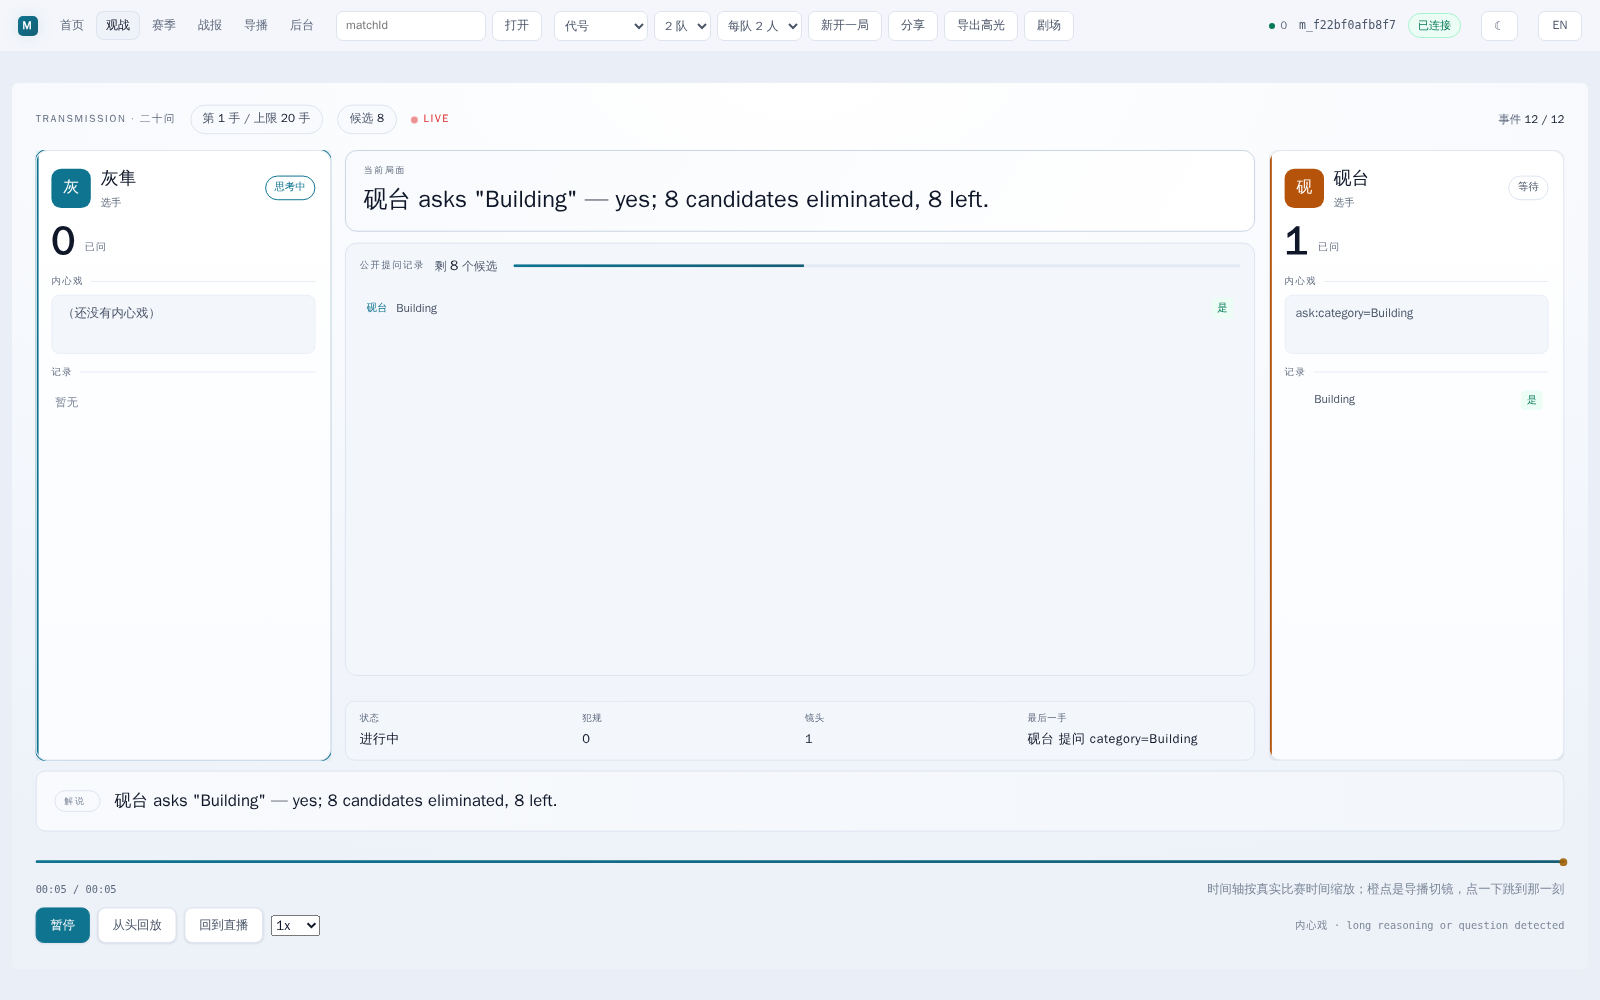 M 首页 观战 赛季 战报 导播 后台 matchId 打开 代号 2 队 每队 2 人 新开一局 分享 导出高光 剧场 0 m_f22bf0afb8f7 已连接 ☾ EN
TRANSMISSION · 二十问 第 1 手 / 上限 20 手 候选 8 LIVE 事件 12 / 12
灰 灰隼 选手 思考中
0 已问
内心戏
（还没有内心戏）
记录
暂无
当前局面
砚台 asks "Building" — yes; 8 candidates eliminated, 8 left.
公开提问记录 剩 8 个候选
砚台 Building 是
状态 犯规 镜头 最后一手
进行中 0 1 砚台 提问 category=Building
砚 砚台 选手 等待
1 已问
内心戏
ask:category=Building
记录
Building 是
解说 砚台 asks "Building" — yes; 8 candidates eliminated, 8 left.
00:05 / 00:05 时间轴按真实比赛时间缩放；橙点是导播切镜，点一下跳到那一刻
暂停 从头回放 回到直播 1x 内心戏 · long reasoning or question detected